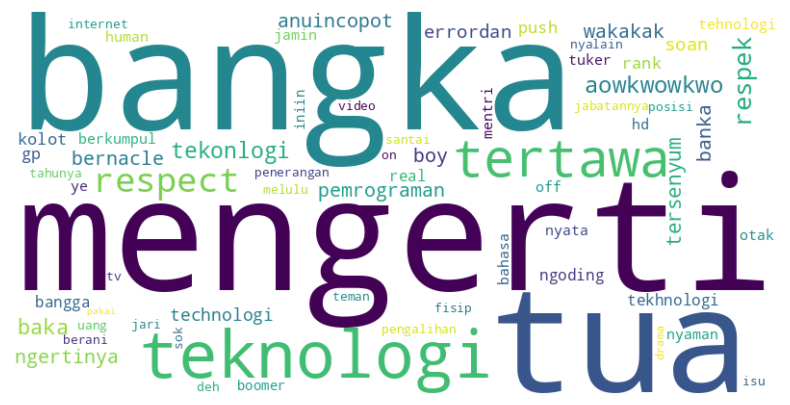 internet
human
anuincopot
jamin
errordan
push
wakakak
tehnologi
nyalain
soan
bangka
tuker
rank
respek
iniin
video
mentri
aowkwowkwo
jabatannya
posisi
hd
banka
kolot
berkumpul
gp
bernacle
tekonlogi
santai
on
boy
tertawa
tersenyum
tahunya
ye
respect
penerangan
melulu
real
pemrograman
off
mengerti
bahasa
nyata
ngoding
otak
tv
bangga
pakai
teman
fisip
tekhnologi
baka
uang
jari
technologi
pengalihan
tua
nyaman
berani
sok
ngertinya
teknologi
drama
deh
boomer
isu